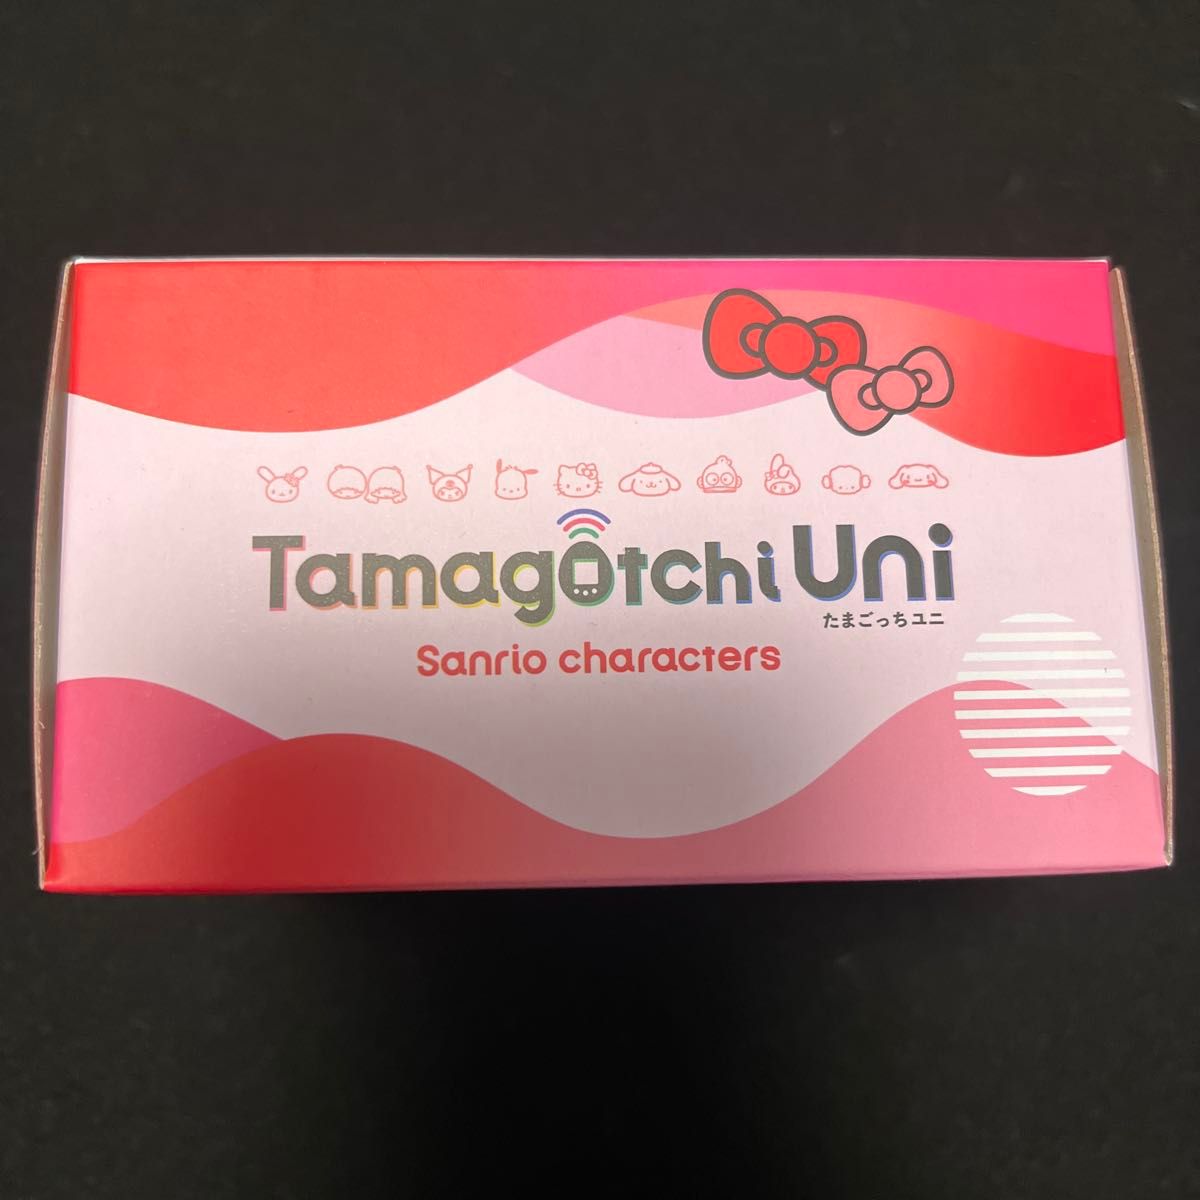 Tamagotchi Uni
たまごっちユニ
Sanrio characters